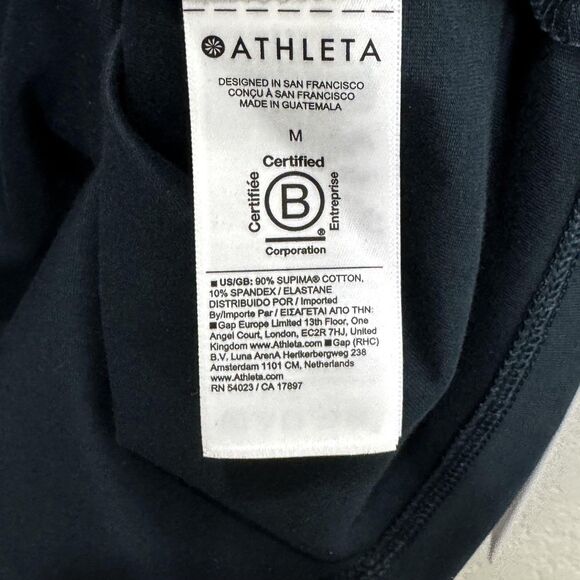 ATHLETA
DESIGNED IN SAN FRANCISCO
CONÇU À SAN FRANCISCO
MADE IN GUATEMALA
M
Certified
Certifiée
B
Entreprise
®
Corporation
■ US/GB: 90% SUPIMA® COTTON,
10% SPANDEX / ELASTANE
DISTRIBUIDO POR / Imported
By/Importe Par / ΕΙΣΑΓΕΤΑΙ ΑΠΟ ΤΗΝ:
■Gap Europe Limited 13th Floor, One
Angel Court, London, EC2R 7HJ, United
Kingdom www.Athleta.com ■Gap (RHC)
B.V. Luna ArenA Herikerbergweg 238
Amsterdam 1101 CM, Netherlands
www.Athleta.com
RN 54023 / CA 17897